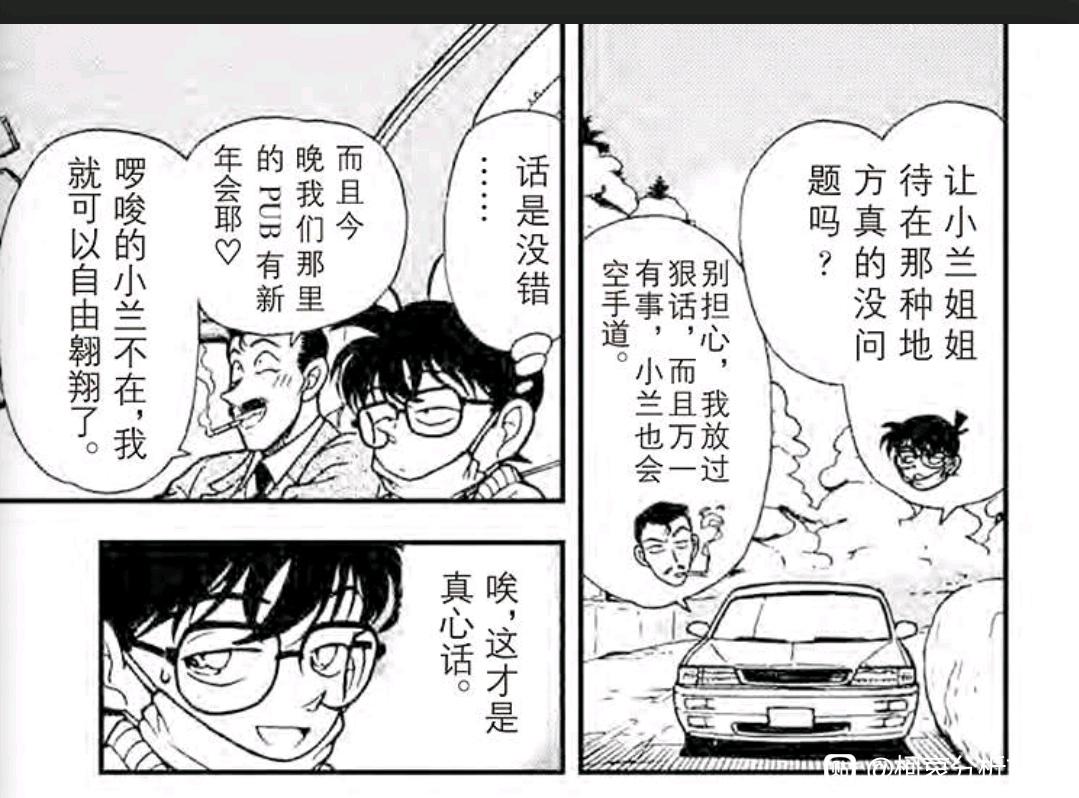 让小兰姐姐
待在那种地
方真的没问
题吗？
别担心，我放过
狠话，而且万一
有事，小兰也会
空手道。
话是没错
……
而且今
晚我们那里
的PUB有新
年会耶♡
啰唆的小兰不在，我
就可以自由翱翔了。
唉，这才是
真心话。